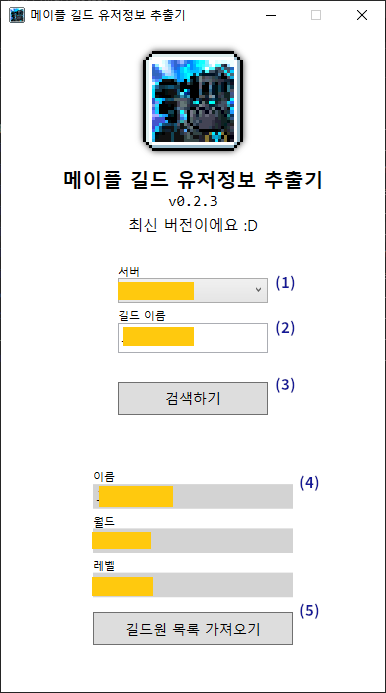 메이플 길드 유저정보 추출기
메이플 길드 유저정보 추출기
v0.2.3
최신 버전이에요 :D
서버
(1)
길드 이름
(2)
검색하기
(3)
이름
(4)
월드
레벨
길드원 목록 가져오기
(5)